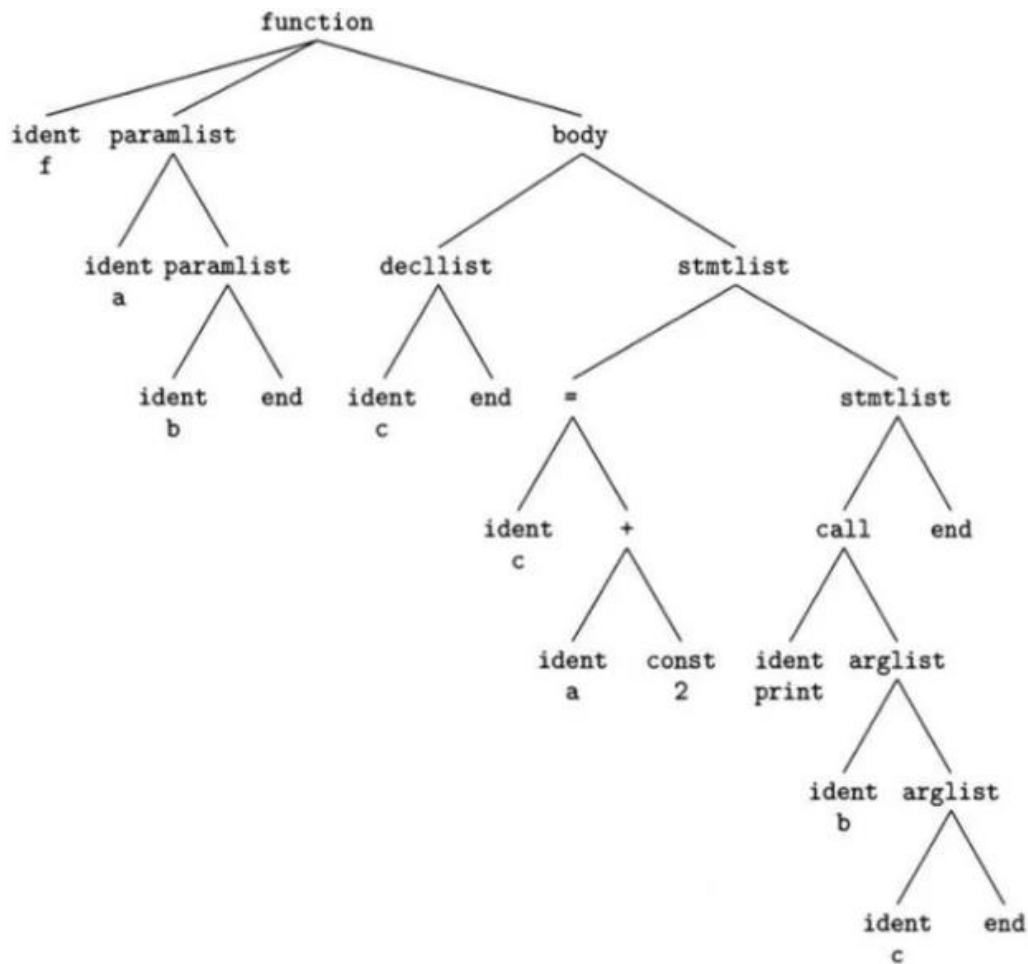 function
ident paramlist body
f
ident paramlist decllist stmtlist
a
ident end ident end = stmtlist
b c
ident + call end
c
ident const ident arglist
a 2 print
ident arglist
b
ident end
c